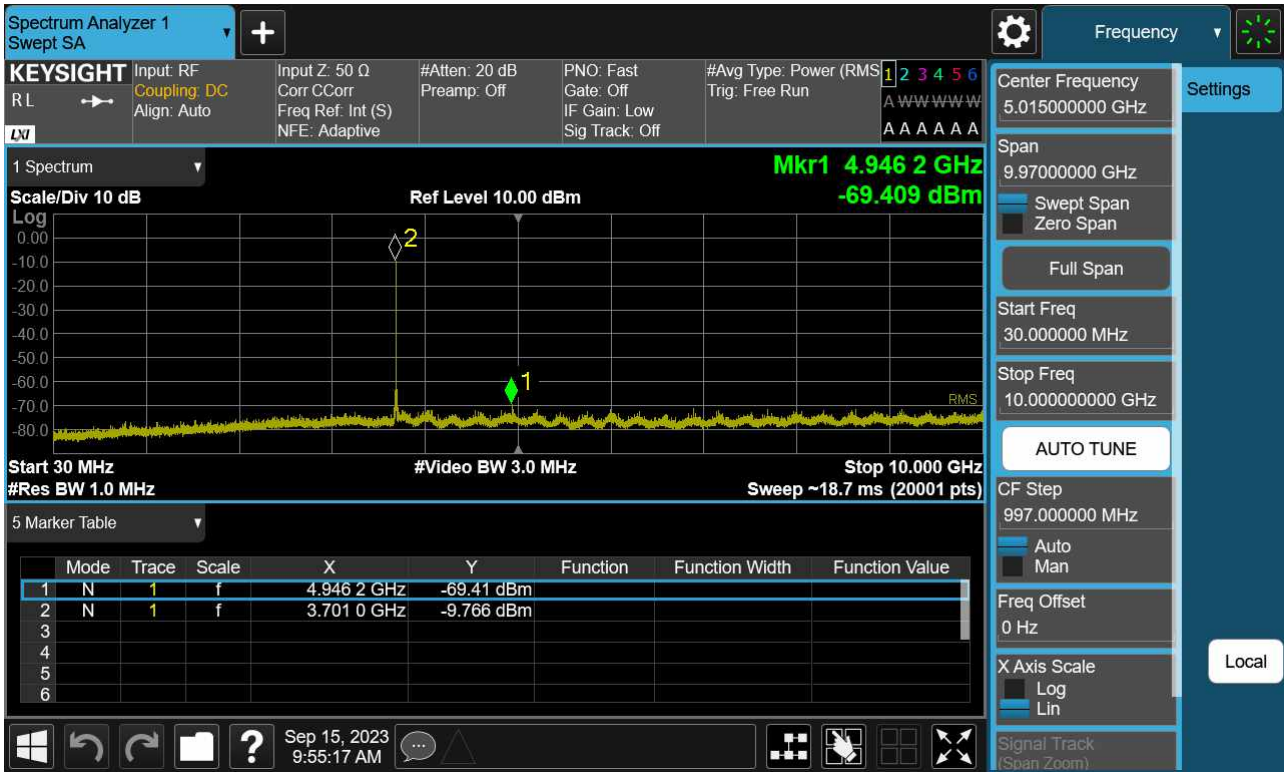 Spectrum Analyzer 1
Swept SA
Frequency
KEYSIGHT
R L
LXI
Input: RF
Coupling: DC
Align: Auto
Input Z: 50 Ω
Corr CCorr
Freq Ref: Int (S)
NFE: Adaptive
#Atten: 20 dB
Preamp: Off
PNO: Fast
Gate: Off
IF Gain: Low
Sig Track: Off
#Avg Type: Power (RMS
Trig: Free Run
1 2 3 4 5 6
A W W W W W
A A A A A A
1 Spectrum
Mkr1 4.946 2 GHz
Scale/Div 10 dB
Ref Level 10.00 dBm
-69.409 dBm
Log
0.00
-10.0
-20.0
-30.0
-40.0
-50.0
-60.0
-70.0
-80.0
2
1
RMS
Start 30 MHz
#Video BW 3.0 MHz
Stop 10.000 GHz
#Res BW 1.0 MHz
Sweep ~18.7 ms (20001 pts)
5 Marker Table
Mode Trace Scale X Y Function Function Width Function Value
1 N 1 f 4.946 2 GHz -69.41 dBm
2 N 1 f 3.701 0 GHz -9.766 dBm
3
4
5
6
Sep 15, 2023
9:55:17 AM
Center Frequency
5.015000000 GHz
Settings
Span
9.97000000 GHz
Swept Span
Zero Span
Full Span
Start Freq
30.000000 MHz
Stop Freq
10.000000000 GHz
AUTO TUNE
CF Step
997.000000 MHz
Auto
Man
Freq Offset
0 Hz
X Axis Scale
Log
Lin
Local
Signal Track
(Span Zoom)